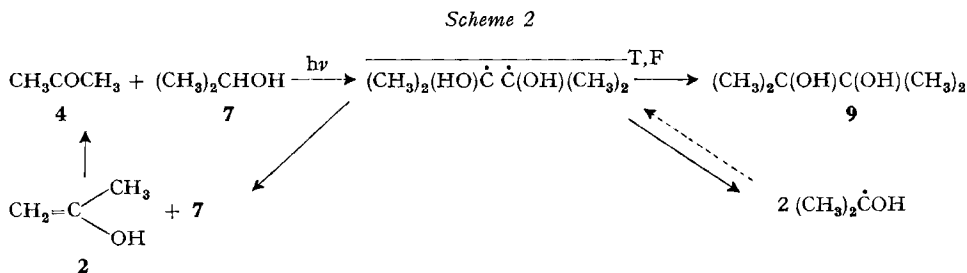 Scheme 2
CH₃COCH₃ + (CH₃)₂CHOH hν (CH₃)₂(HO)Ċ Ċ(OH)(CH₃)₂ T,F (CH₃)₂C(OH)C(OH)(CH₃)₂
4 7 9
CH₂=C CH₃ OH + 7
2 (CH₃)₂ĊOH
2